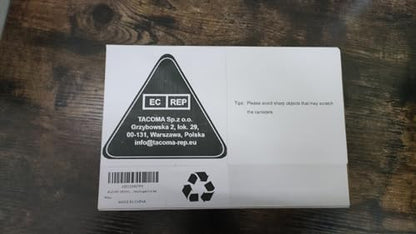 EC REP
TACOMA Sp.z o.o.
Grzybowska 2, lok. 29,
00-131, Warszawa, Polska
info@tacoma-rep.eu
Tips: Please avoid sharp objects that may scratch
the
MADE IN CHINA